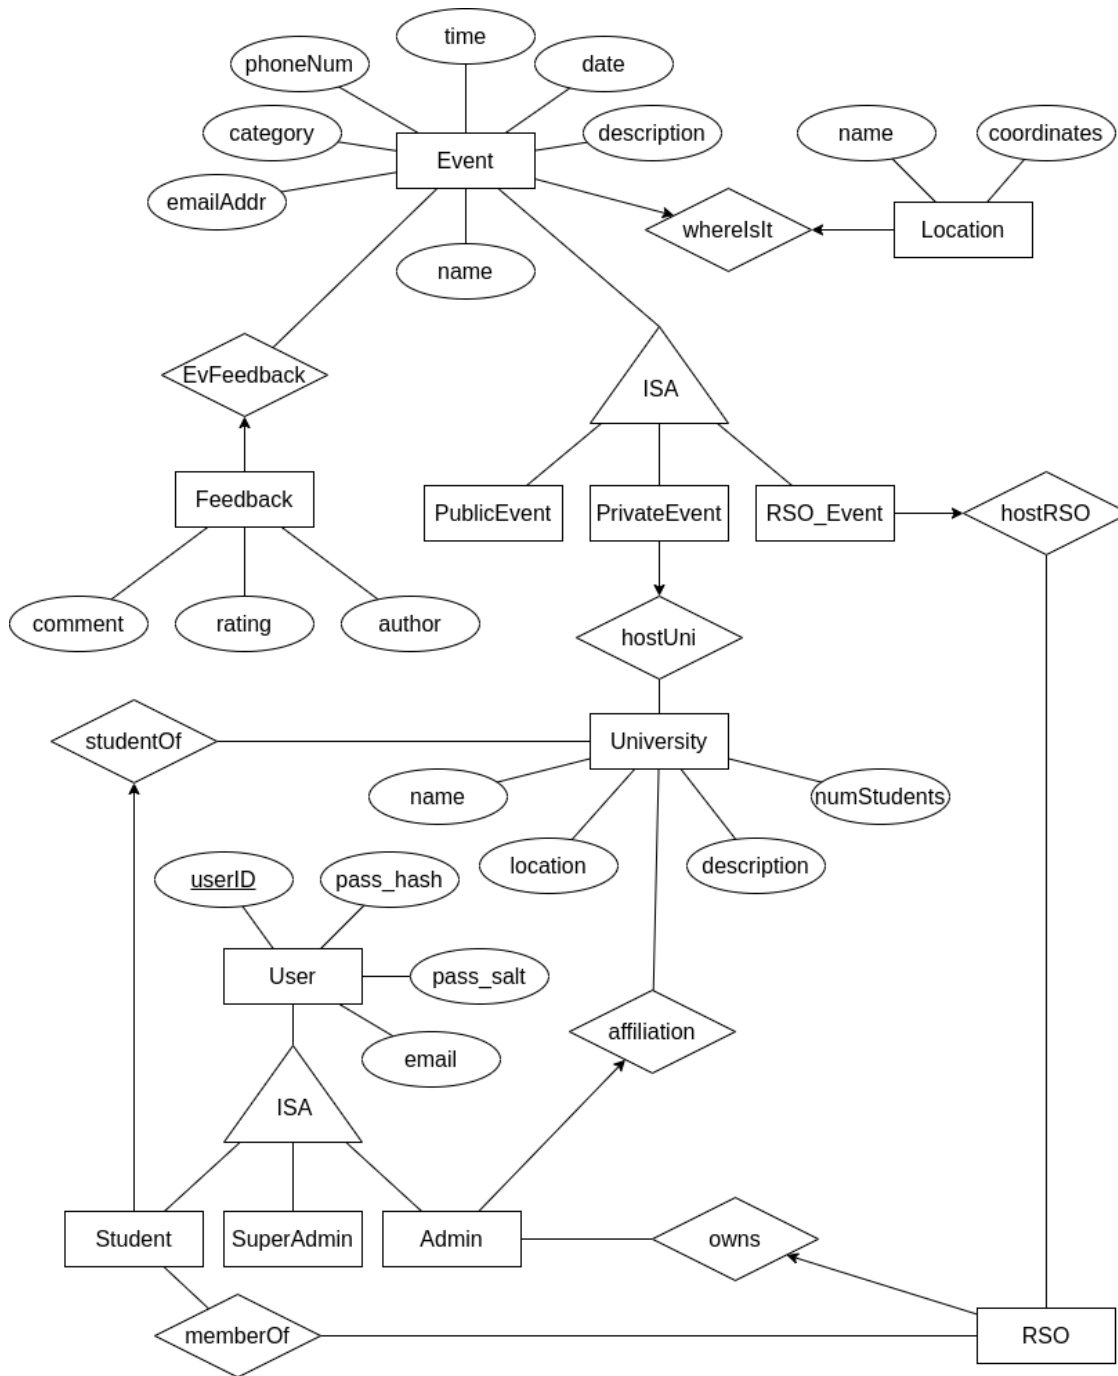 time
phoneNum
date
category
Event
description
name
coordinates
emailAddr
whereIsIt
Location
name
EvFeedback
ISA
Feedback
PublicEvent
PrivateEvent
RSO_Event
hostRSO
comment
rating
author
hostUni
studentOf
University
name
numStudents
location
description
userID
pass_hash
User
pass_salt
affiliation
email
ISA
Student
SuperAdmin
Admin
owns
memberOf
RSO